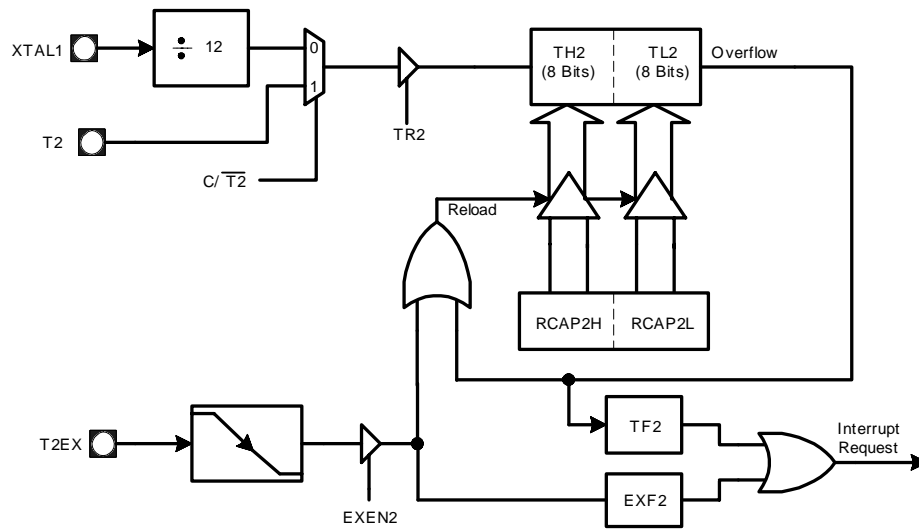 XTAL1
÷ 12
0
1
T2
C/ T2
TR2
TH2
(8 Bits)
TL2
(8 Bits)
Overflow
Reload
RCAP2H
RCAP2L
T2EX
EXEN2
TF2
EXF2
Interrupt
Request